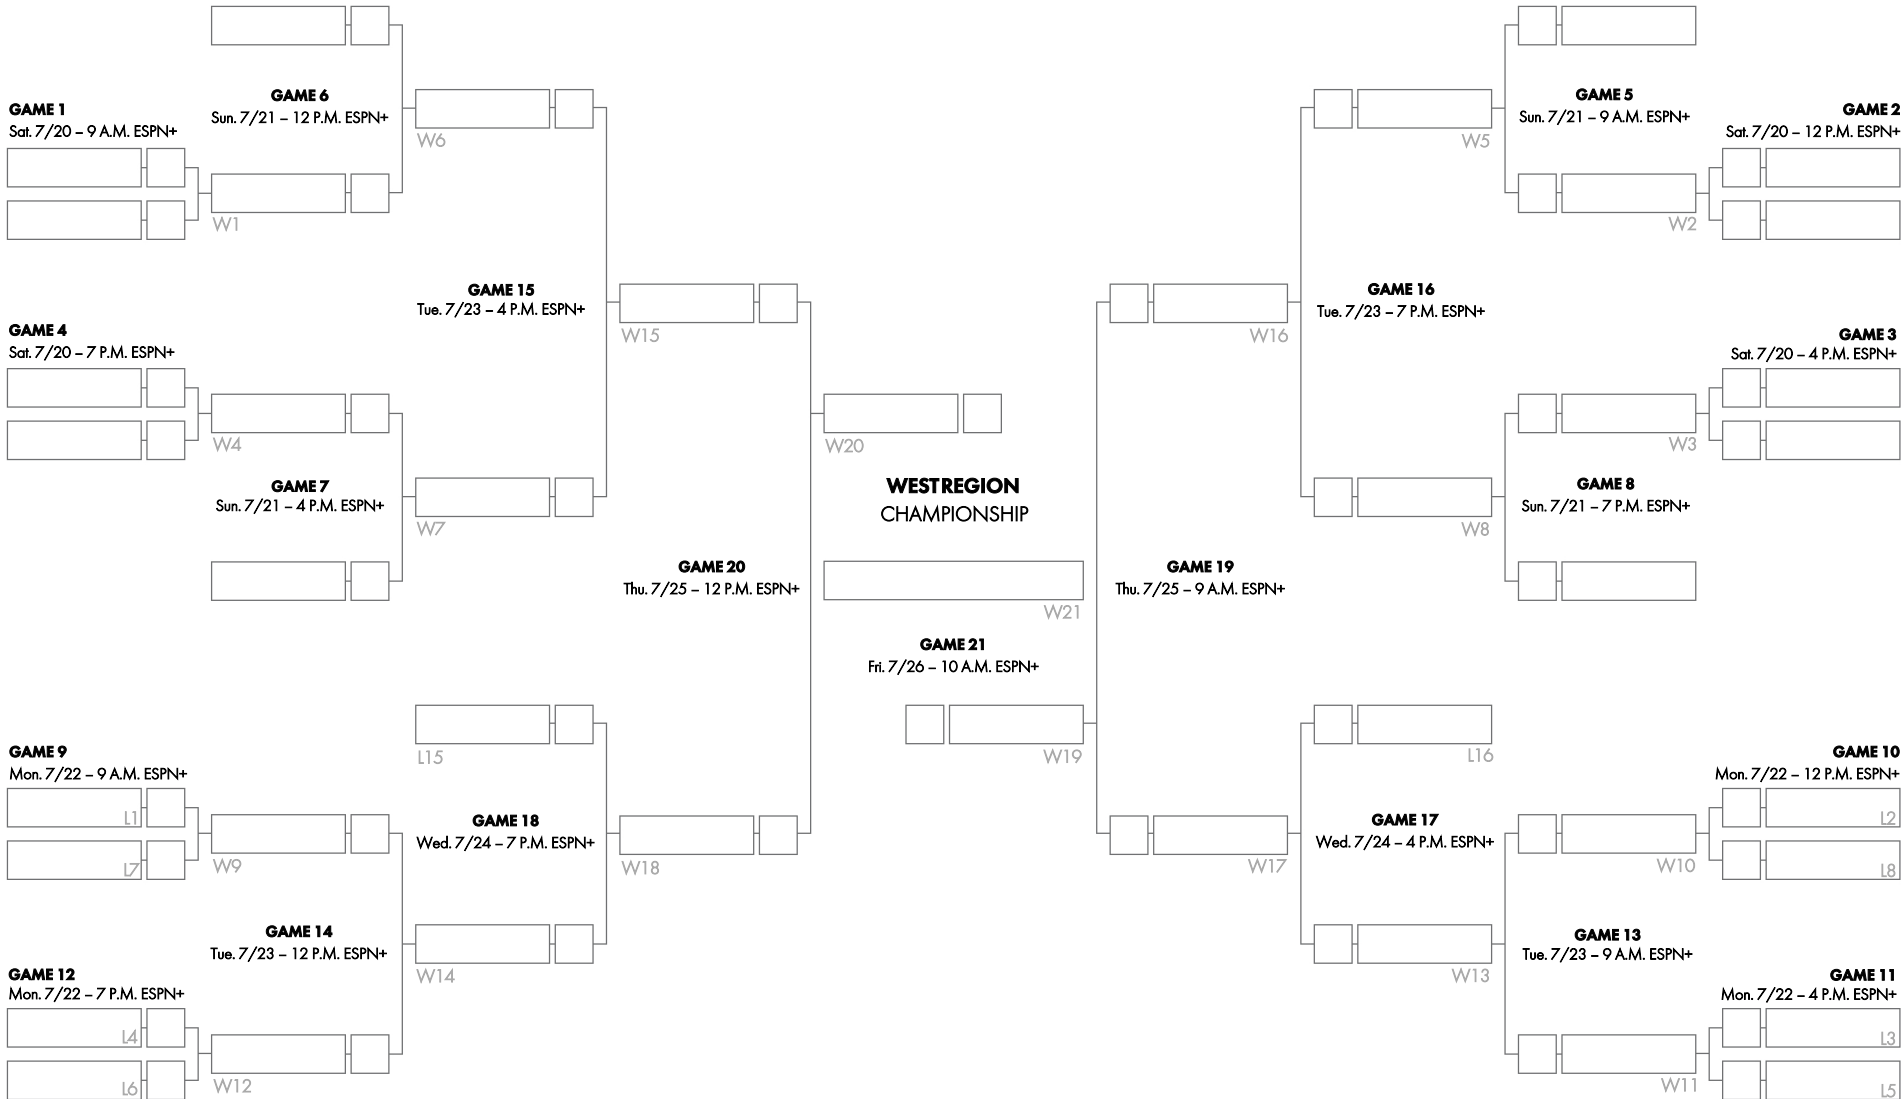 GAME 6
Sun. 7/21 – 12 P.M. ESPN+
GAME 1
Sat. 7/20 – 9 A.M. ESPN+
W6
W1
GAME 5
Sun. 7/21 – 9 A.M. ESPN+
GAME 2
Sat. 7/20 – 12 P.M. ESPN+
W5
W2
GAME 15
Tue. 7/23 – 4 P.M. ESPN+
W15
GAME 16
Tue. 7/23 – 7 P.M. ESPN+
W16
GAME 4
Sat. 7/20 – 7 P.M. ESPN+
W4
GAME 3
Sat. 7/20 – 4 P.M. ESPN+
W3
W20
GAME 7
Sun. 7/21 – 4 P.M. ESPN+
W7
WEST REGION
CHAMPIONSHIP
GAME 8
Sun. 7/21 – 7 P.M. ESPN+
W8
GAME 20
Thu. 7/25 – 12 P.M. ESPN+
W21
GAME 19
Thu. 7/25 – 9 A.M. ESPN+
GAME 21
Fri. 7/26 – 10 A.M. ESPN+
W19
L15
L16
GAME 9
Mon. 7/22 – 9 A.M. ESPN+
L1
L7
W9
GAME 18
Wed. 7/24 – 7 P.M. ESPN+
W18
GAME 17
Wed. 7/24 – 4 P.M. ESPN+
W17
GAME 10
Mon. 7/22 – 12 P.M. ESPN+
L2
L8
W10
GAME 14
Tue. 7/23 – 12 P.M. ESPN+
W14
GAME 13
Tue. 7/23 – 9 A.M. ESPN+
W13
GAME 12
Mon. 7/22 – 7 P.M. ESPN+
L4
L6
W12
GAME 11
Mon. 7/22 – 4 P.M. ESPN+
L3
L5
W11